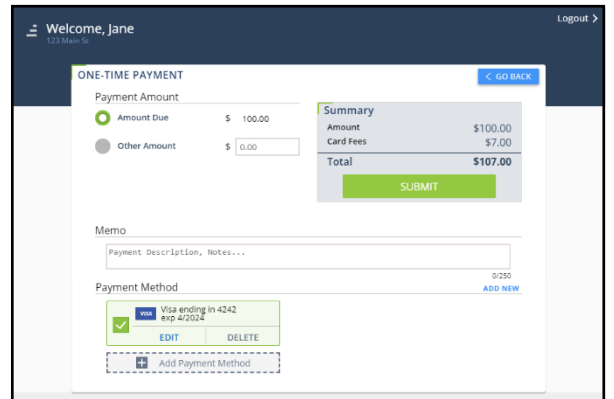 Logout >
Welcome, Jane
123 Main St
ONE-TIME PAYMENT
< GO BACK
Payment Amount
Amount Due $ 100.00
Other Amount $ 0.00
Summary
Amount $100.00
Card Fees $7.00
Total $107.00
SUBMIT
Memo
Payment Description, Notes...
0/250
Payment Method
ADD NEW
VISA Visa ending in 4242
exp 4/2024
EDIT DELETE
+ Add Payment Method